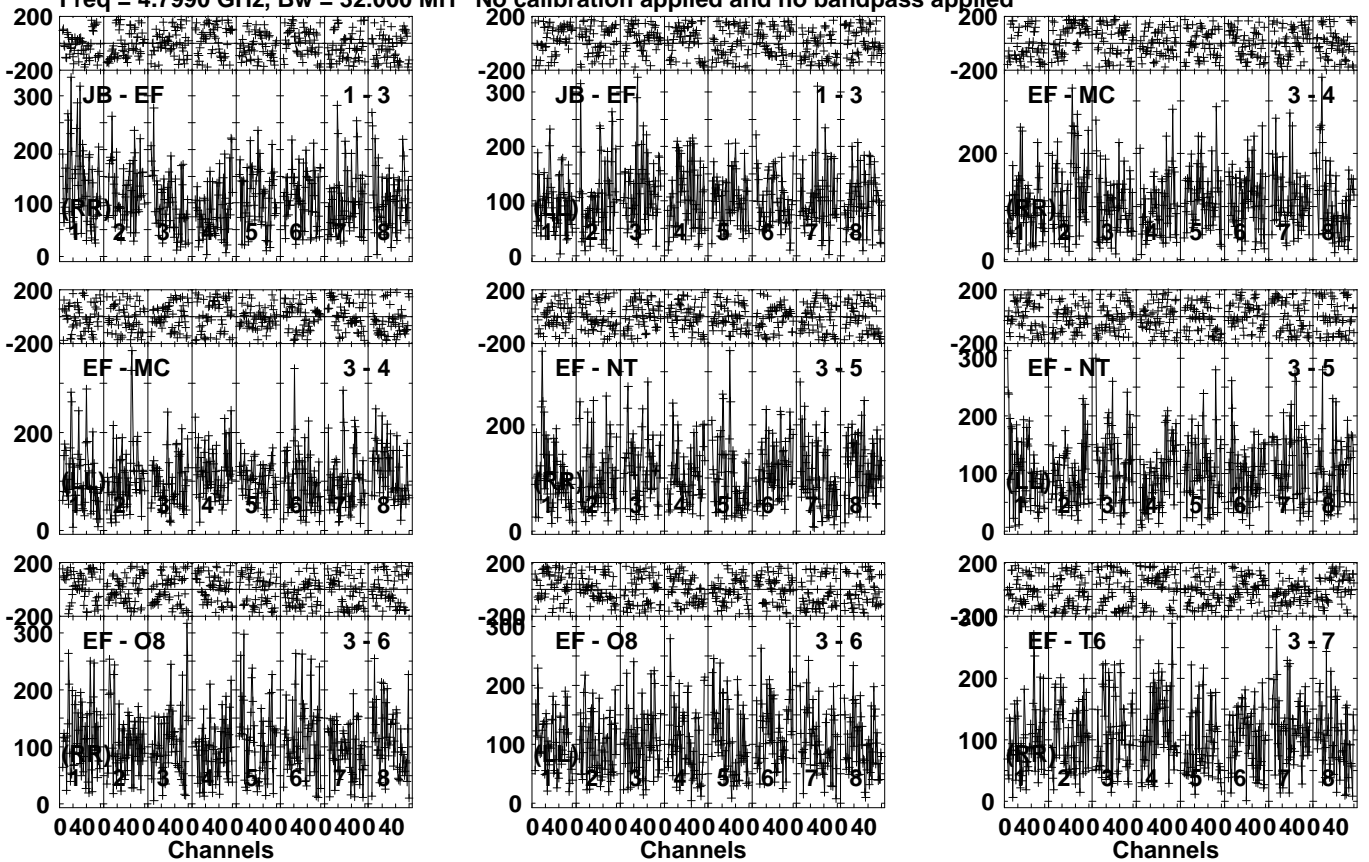 Freq = 4.7990 GHz, Bw = 32.000 MH No calibration applied and no bandpass applied
200 200 200
-200 -200 -200
300 JB - EF 1 - 3 300 JB - EF 1 - 3 EF - MC 3 - 4
200 200 200
100 100
(RR) (LL) (RR)
1 2 3 4 5 6 7 8 1 2 3 4 5 6 7 8 1 2 3 4 5 6 7 8
0 0 0
200 200 200
-200 -200 -200
EF - MC 3 - 4 EF - NT 3 - 5 300 EF - NT 3 - 5
200 200 200
100
(LL) (RR) (LL)
1 2 3 4 5 6 7 8 1 2 3 4 5 6 7 8 1 2 3 4 5 6 7 8
0 0 0
200 200 200
-200 -200 -200
300 EF - O8 3 - 6 300 EF - O8 3 - 6 300 EF - T6 3 - 7
200 200 200
100 100 100
(RR) (LL) (RR)
1 2 3 4 5 6 7 8 1 2 3 4 5 6 7 8 1 2 3 4 5 6 7 8
0 0 0
0 40 0 40 0 40 0 40 0 40 0 40 0 40 0 40 0 40 0 40 0 40 0 40 0 40 0 40 0 40 0 40 0 40 0 40 0 40 0 40 0 40 0 40 0 40 0 40
Channels Channels Channels